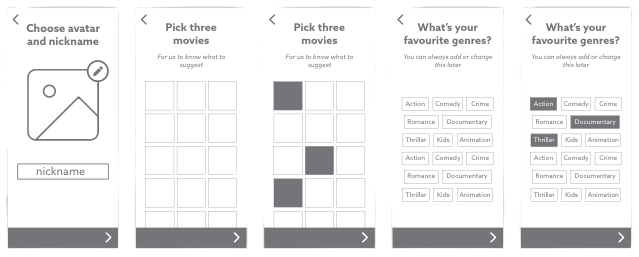 Choose avatar
and nickname
nickname
Pick three
movies
For us to know what to
suggest
Pick three
movies
For us to know what to
suggest
What's your
favourite genres?
You can always add or change
this later
Action Comedy Crime
Romance Documentary
Thriller Kids Animation
Action Comedy Crime
Romance Documentary
Thriller Kids Animation
What's your
favourite genres?
You can always add or change
this later
Action Comedy Crime
Romance Documentary
Thriller Kids Animation
Action Comedy Crime
Romance Documentary
Thriller Kids Animation